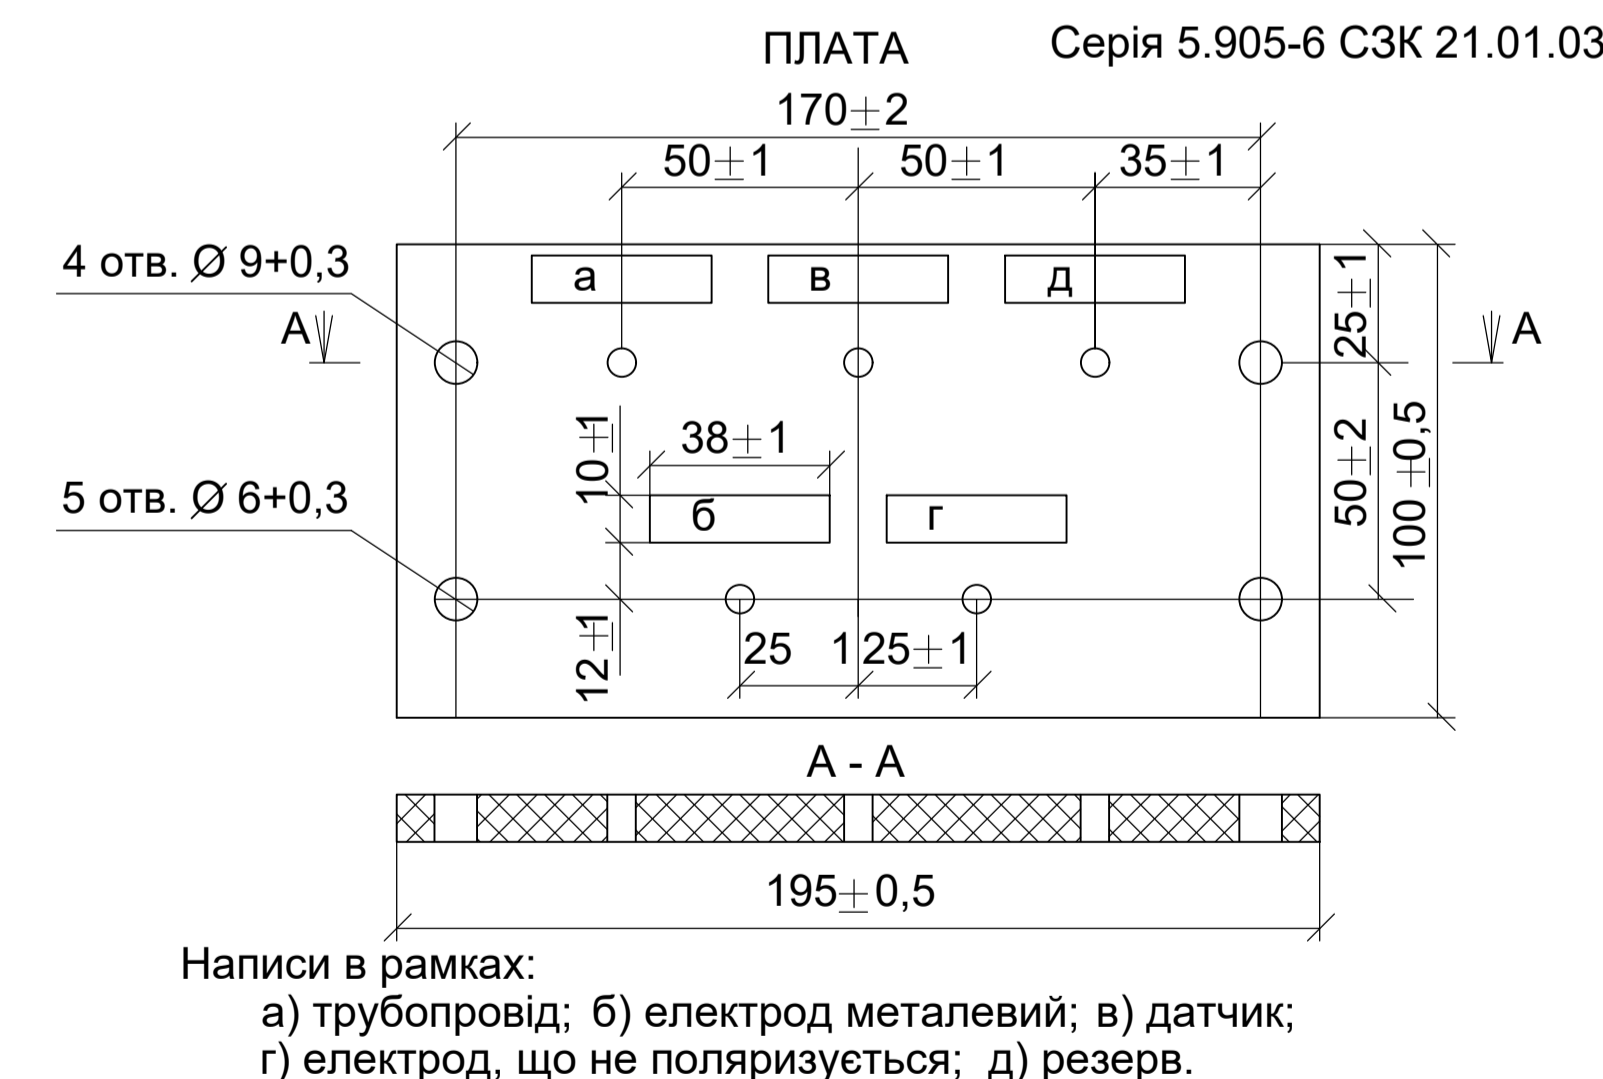 ПЛАТА
Серія 5.905-6 СЗК 21.01.03
170±2
50±1 50±1 35±1
4 отв. Ø 9+0,3
а в д
25±1
А А
10±1
38±1
50±2
100 ±0,5
5 отв. Ø 6+0,3
б г
12±1
25 1 25±1
А - А
195±0,5
Написи в рамках:
а) трубопровід; б) електрод металевий; в) датчик;
г) електрод, що не поляризується; д) резерв.